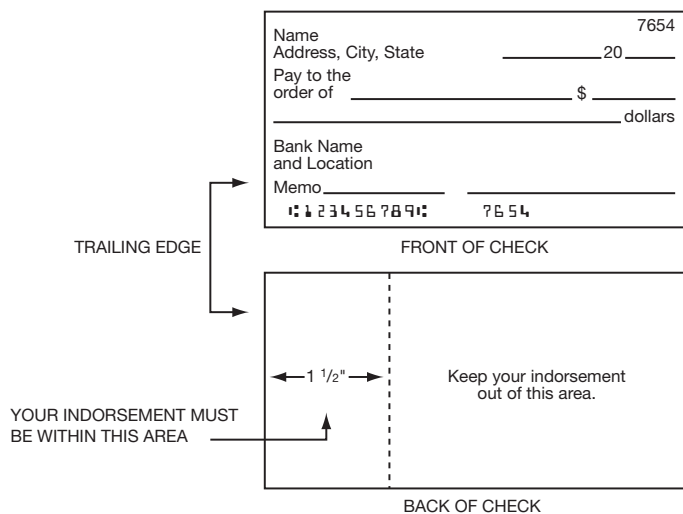 7654
Name
Address, City, State 20
Pay to the
order of $
dollars
Bank Name
and Location
Memo
⑆123456789⑆ 7654
TRAILING EDGE
FRONT OF CHECK
1 1/2"
Keep your indorsement
out of this area.
YOUR INDORSEMENT MUST
BE WITHIN THIS AREA
BACK OF CHECK